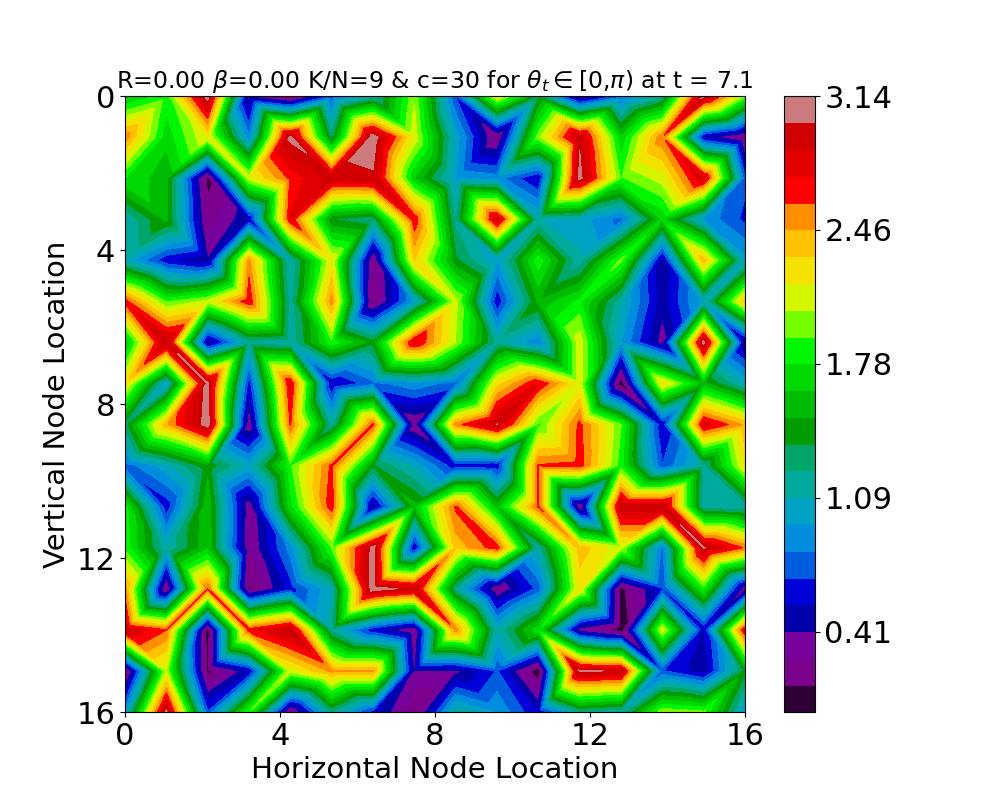 R=0.00 β=0.00 K/N=9 & c=30 for θ_t ∈ [0,π) at t = 7.1
0
4
8
12
16
Vertical Node Location
0 4 8 12 16
Horizontal Node Location
3.14
2.46
1.78
1.09
0.41